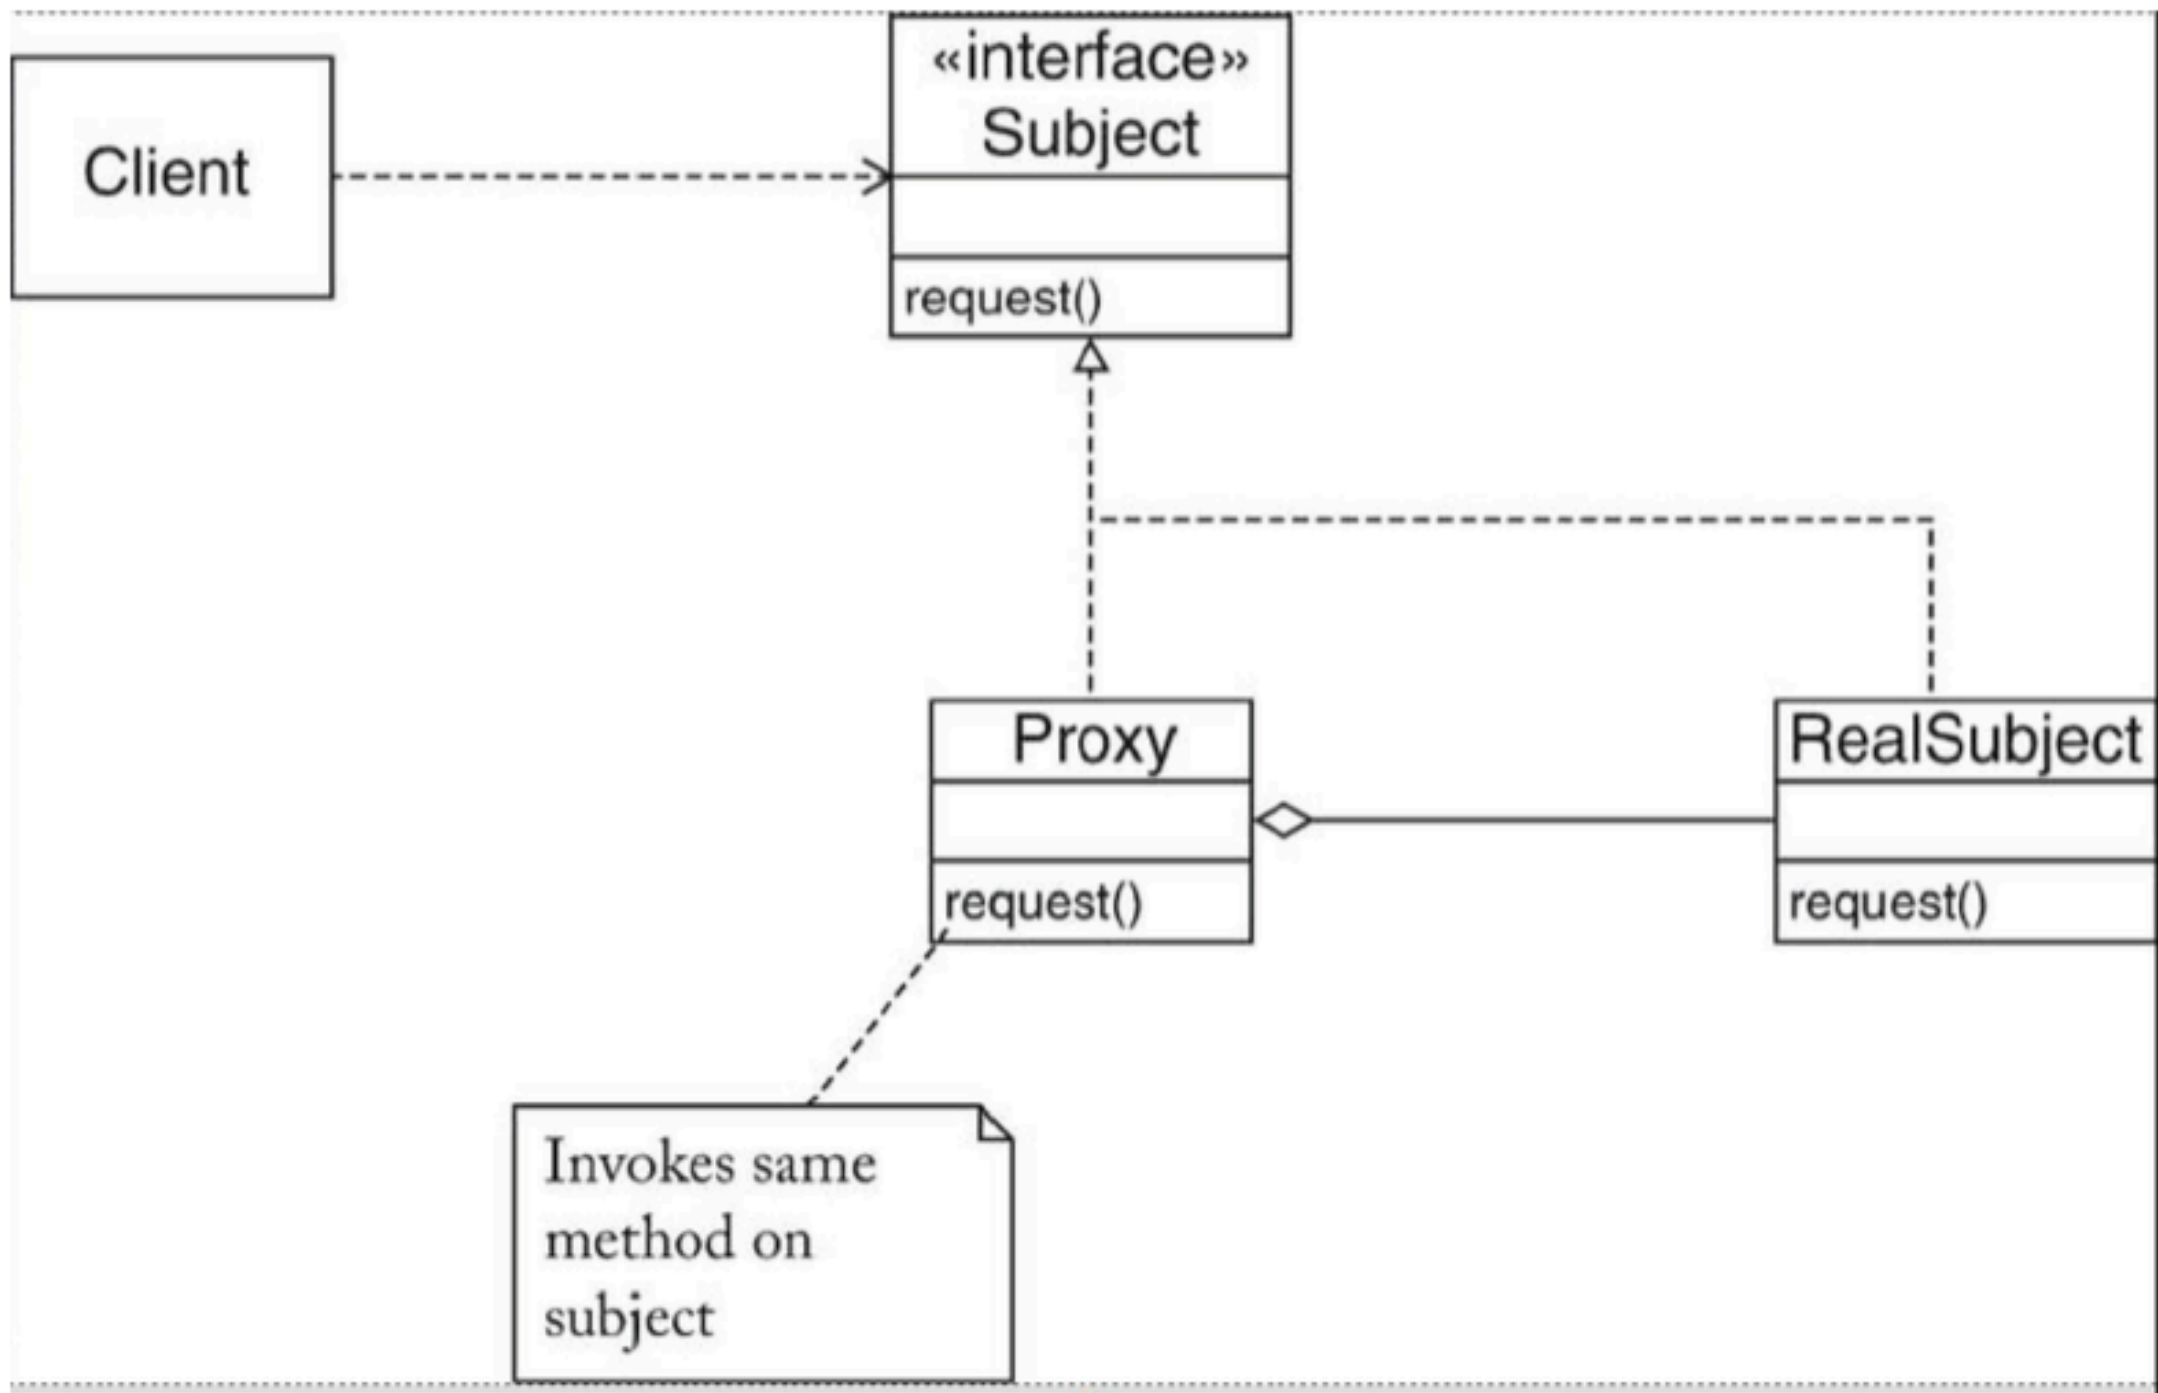 Client
«interface»
Subject
request()
Proxy
request()
RealSubject
request()
Invokes same
method on
subject